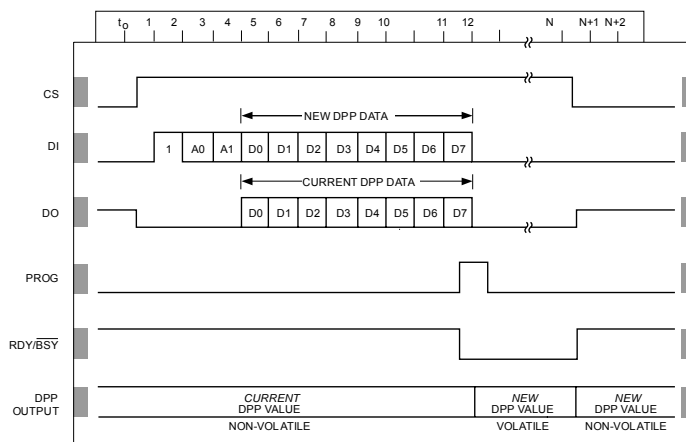 to 1 2 3 4 5 6 7 8 9 10 11 12 N N+1 N+2
CS
NEW DPP DATA
DI 1 A0 A1 D0 D1 D2 D3 D4 D5 D6 D7
CURRENT DPP DATA
DO D0 D1 D2 D3 D4 D5 D6 D7
PROG
RDY/BSY
DPP OUTPUT
CURRENT DPP VALUE
NON-VOLATILE
NEW DPP VALUE
VOLATILE
NEW DPP VALUE
NON-VOLATILE